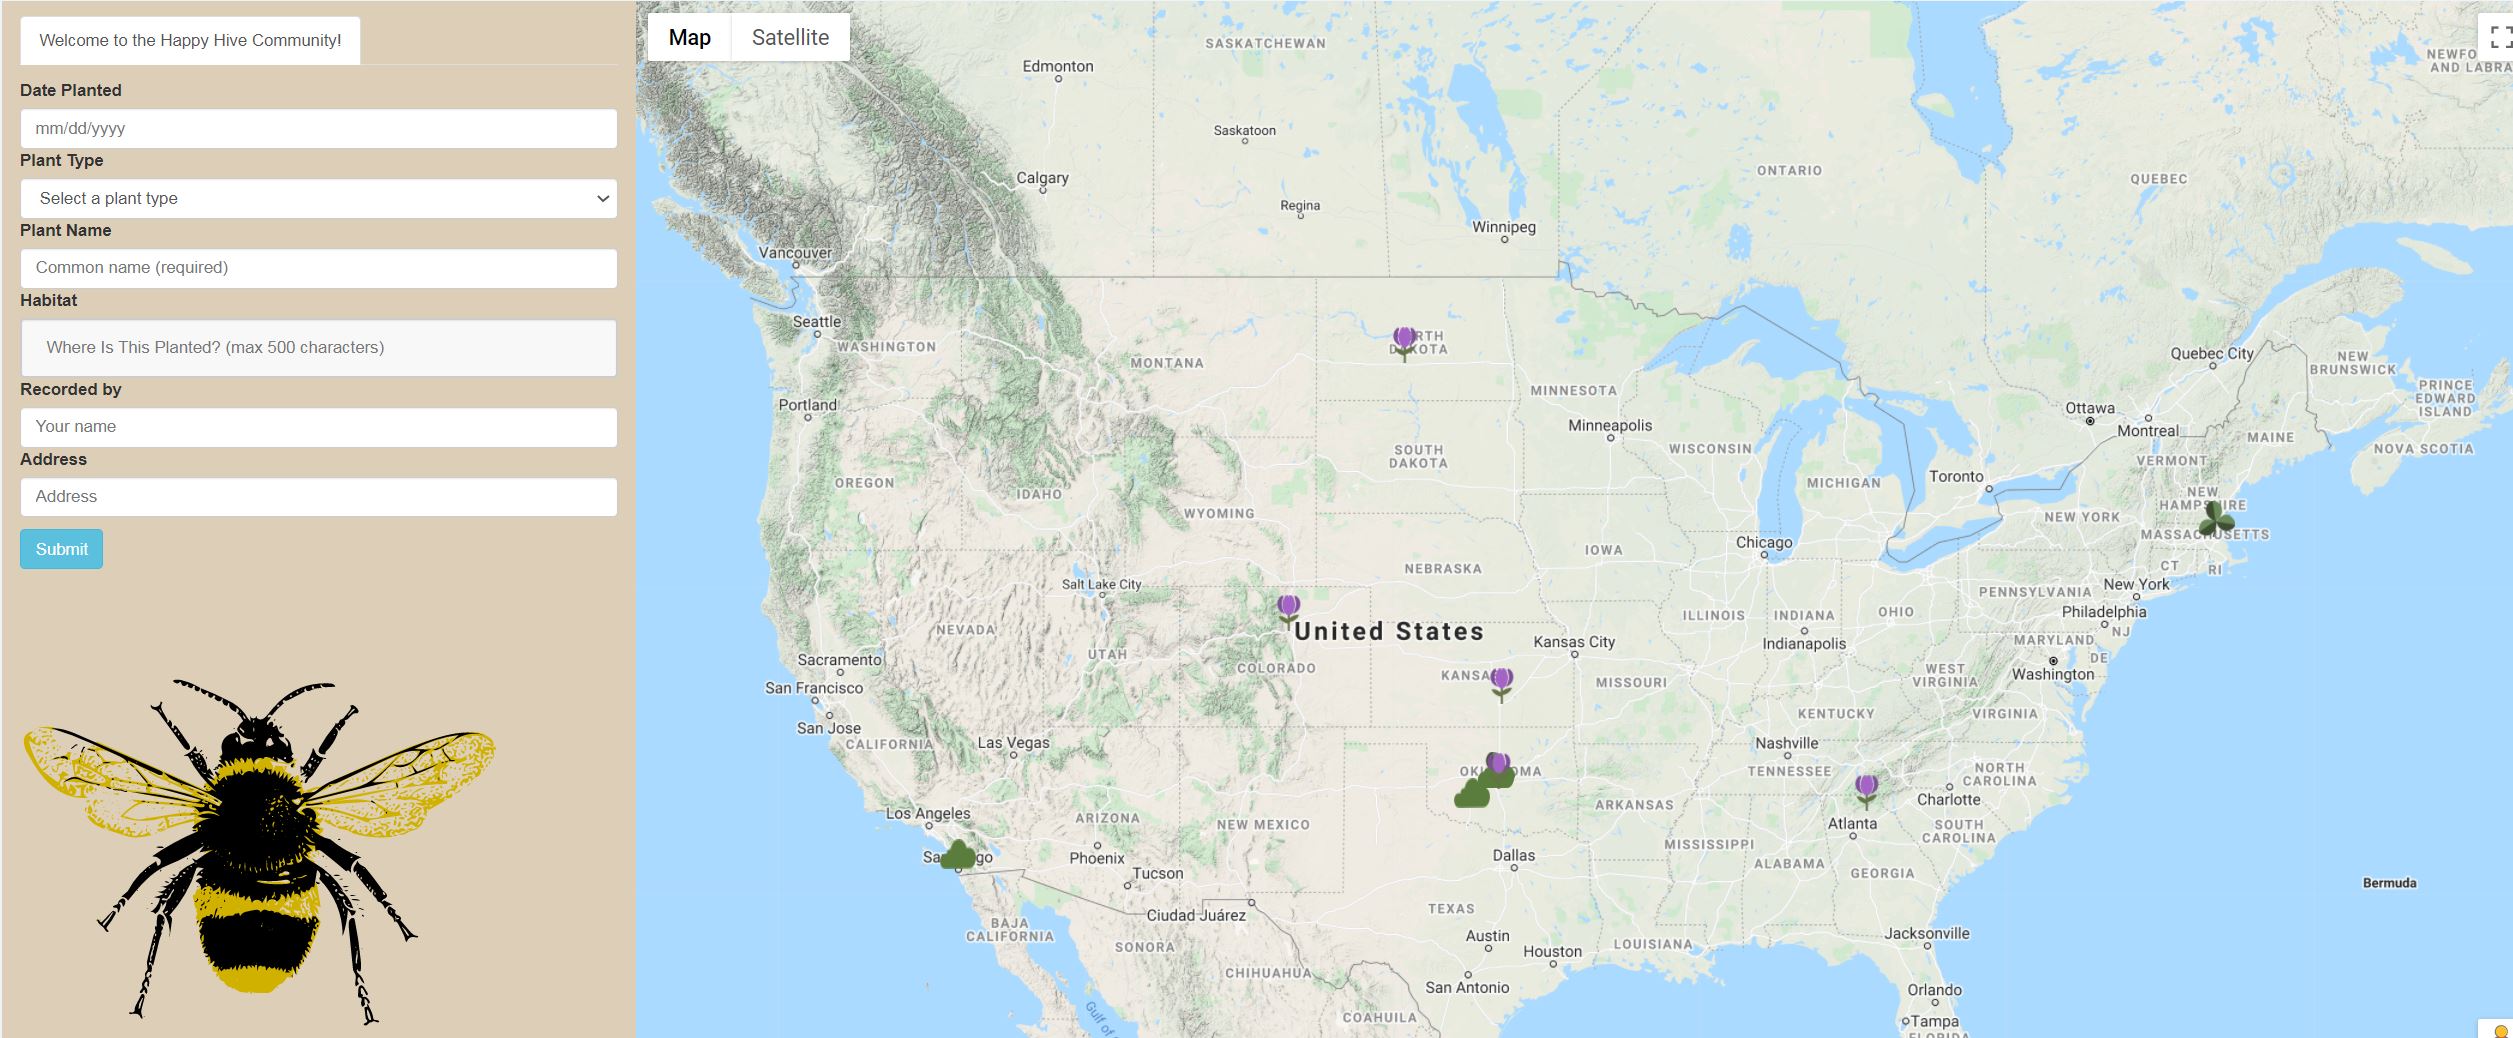 Welcome to the Happy Hive Community!
Date Planted
mm/dd/yyyy
Plant Type
Select a plant type
Plant Name
Common name (required)
Habitat
Where Is This Planted? (max 500 characters)
Recorded by
Your name
Address
Address
Submit
Map
Satellite
SASKATCHEWAN
Edmonton
NEWFO
AND LABRA
Saskatoon
Calgary
ONTARIO
QUEBEC
Regina
Winnipeg
Vancouver
Seattle
WASHINGTON
MONTANA
RTH
D KOTA
Quebec City
NEW
BRUNSWICK
PRINCE
EDWARD
ISLAND
MINNESOTA
Portland
Minneapolis
Ottawa
Montreal
MAINE
NOVA SCOTIA
SOUTH
DAKOTA
WISCONSIN
VERMONT
OREGON
IDAHO
MICHIGAN
Toronto
NEW
HAMPSHIRE
WYOMING
NEW YORK
MASSACHUSETTS
Chicago
IOWA
NEBRASKA
CT
RI
Salt Lake City
New York
PENNSYLVANIA
ILLINOIS
INDIANA
OHIO
Philadelphia
NEVADA
United States
Kansas City
Indianapolis
NJ
MARYLAND
Sacramento
UTAH
COLORADO
DE
Washington
WEST
VIRGINIA
San Francisco
KANSA
MISSOURI
San Jose
KENTUCKY
VIRGINIA
CALIFORNIA
Las Vegas
Nashville
OK OMA
TENNESSEE
NORTH
CAROLINA
Charlotte
Los Angeles
ARIZONA
NEW MEXICO
ARKANSAS
Atlanta
SOUTH
CAROLINA
Sa go
Phoenix
Dallas
MISSISSIPPI
ALABAMA
GEORGIA
Tucson
Bermuda
Ciudad Juárez
TEXAS
BAJA
CALIFORNIA
SONORA
Austin
Houston
LOUISIANA
Jacksonville
CHIHUAHUA
San Antonio
Orlando
Gulf of
COAHUILA
Tampa
FLORIDA